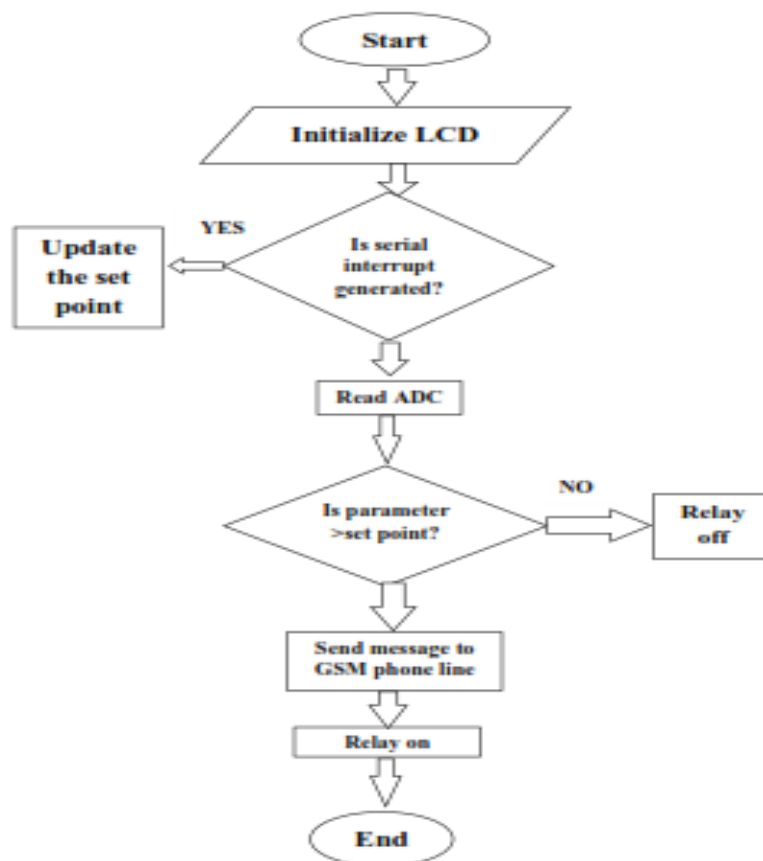 Start
Initialize LCD
YES
Update
the set
point
Is serial
interrupt
generated?
Read ADC
Is parameter
>set point?
NO
Relay
off
Send message to
GSM phone line
Relay on
End